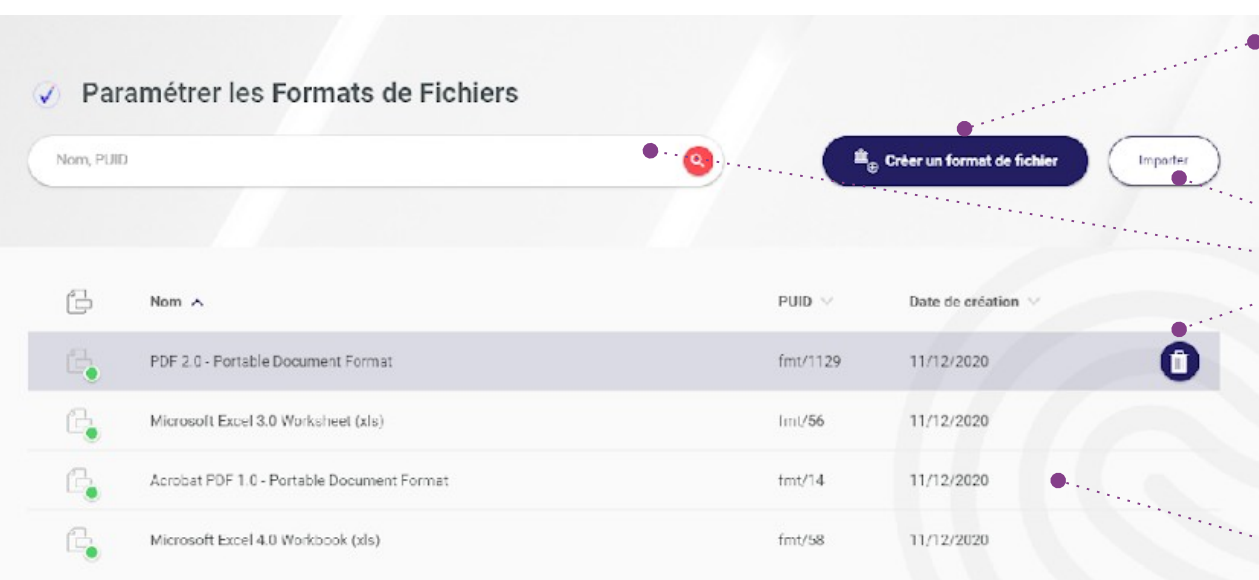 Paramétrer les Formats de Fichiers
Nom, PUID
Créer un format de fichier
Importer
Nom PUID Date de création
PDF 2.0 - Portable Document Format fmt/1129 11/12/2020
Microsoft Excel 3.0 Worksheet (xls) fmt/56 11/12/2020
Acrobat PDF 1.0 - Portable Document Format fmt/14 11/12/2020
Microsoft Excel 4.0 Workbook (xls) fmt/58 11/12/2020